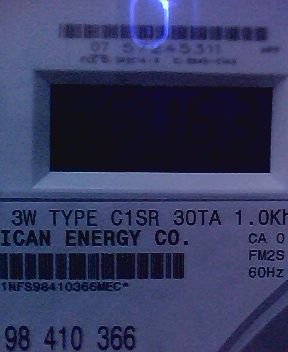 3W TYPE C1SR 30TA 1.0Kh
ICAN ENERGY CO.
CA 0
FM2S
60Hz
1NFS98410366MEC*
98 410 366